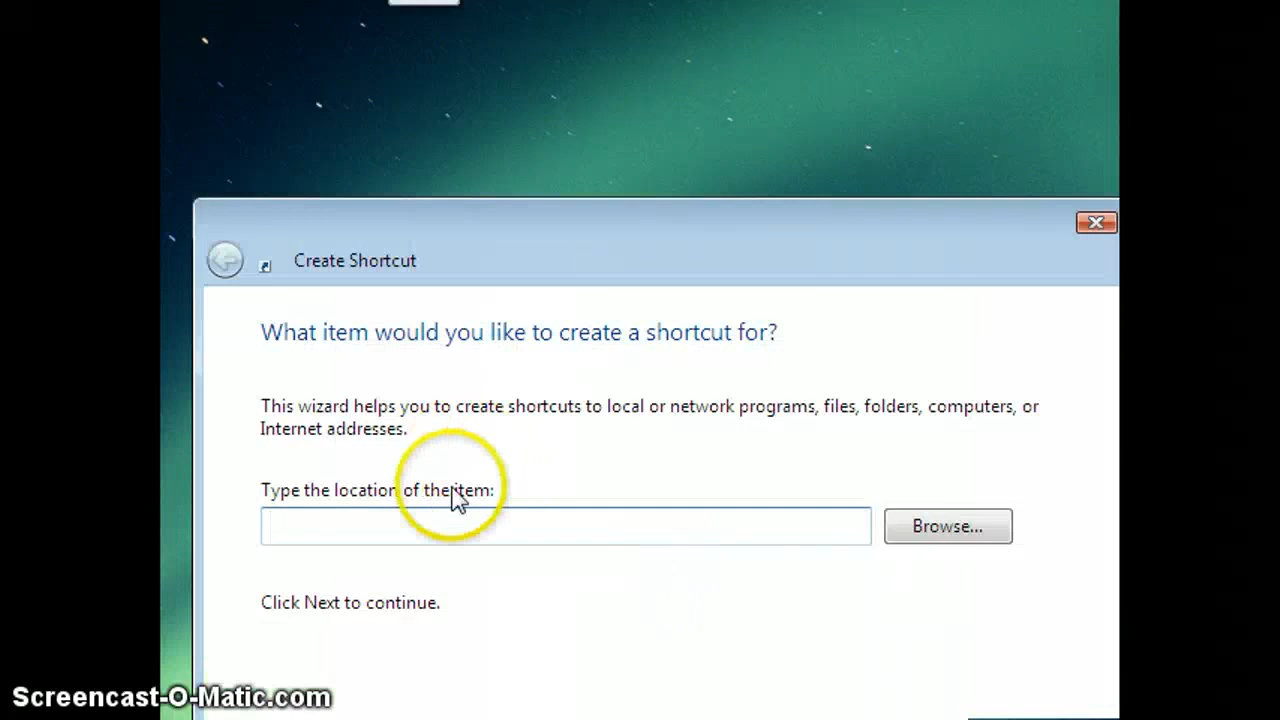 Create Shortcut
What item would you like to create a shortcut for?
This wizard helps you to create shortcuts to local or network programs, files, folders, computers, or
Internet addresses.
Type the location of the item:
Browse...
Click Next to continue.
Screencast-O-Matic.com